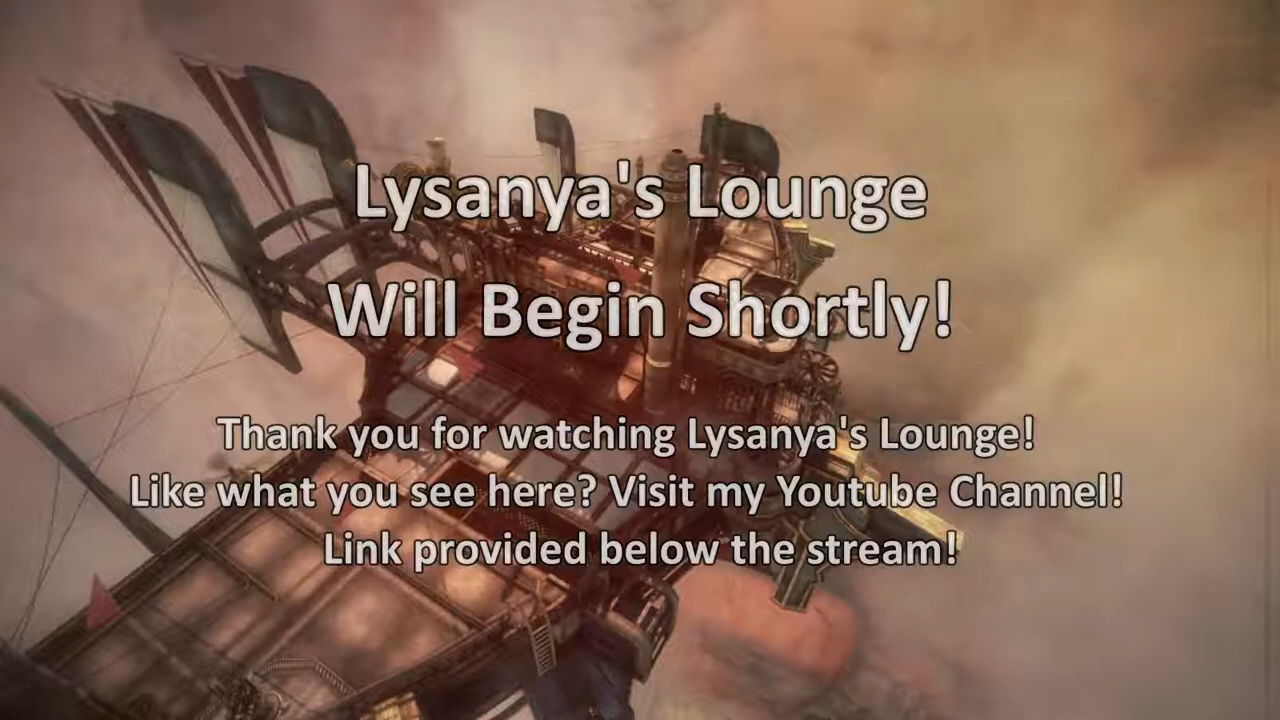 Lysanya's Lounge
Will Begin Shortly!
Thank you for watching Lysanya's Lounge!
Like what you see here? Visit my Youtube Channel!
Link provided below the stream!